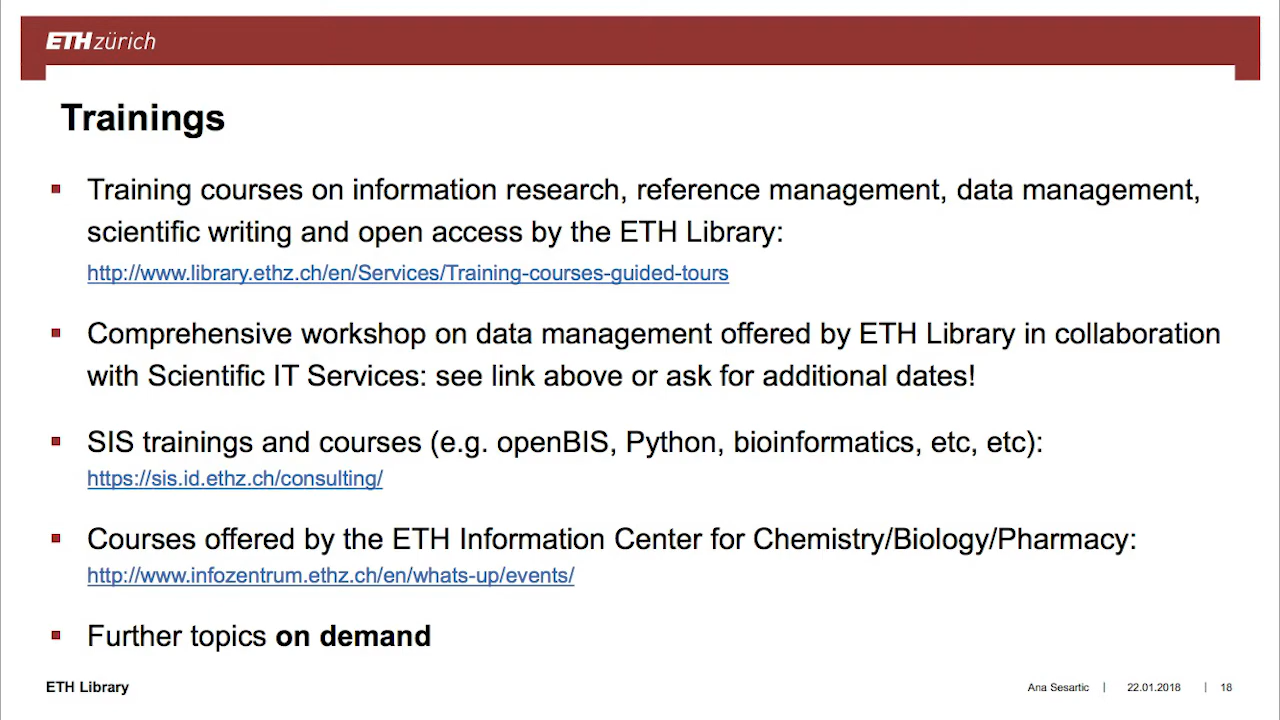 ETH zürich
Trainings
▪ Training courses on information research, reference management, data management,
scientific writing and open access by the ETH Library:
http://www.library.ethz.ch/en/Services/Training-courses-guided-tours
▪ Comprehensive workshop on data management offered by ETH Library in collaboration
with Scientific IT Services: see link above or ask for additional dates!
▪ SIS trainings and courses (e.g. openBIS, Python, bioinformatics, etc, etc):
https://sis.id.ethz.ch/consulting/
▪ Courses offered by the ETH Information Center for Chemistry/Biology/Pharmacy:
http://www.infozentrum.ethz.ch/en/whats-up/events/
▪ Further topics on demand
ETH Library
Ana Sesartic | 22.01.2018 | 18